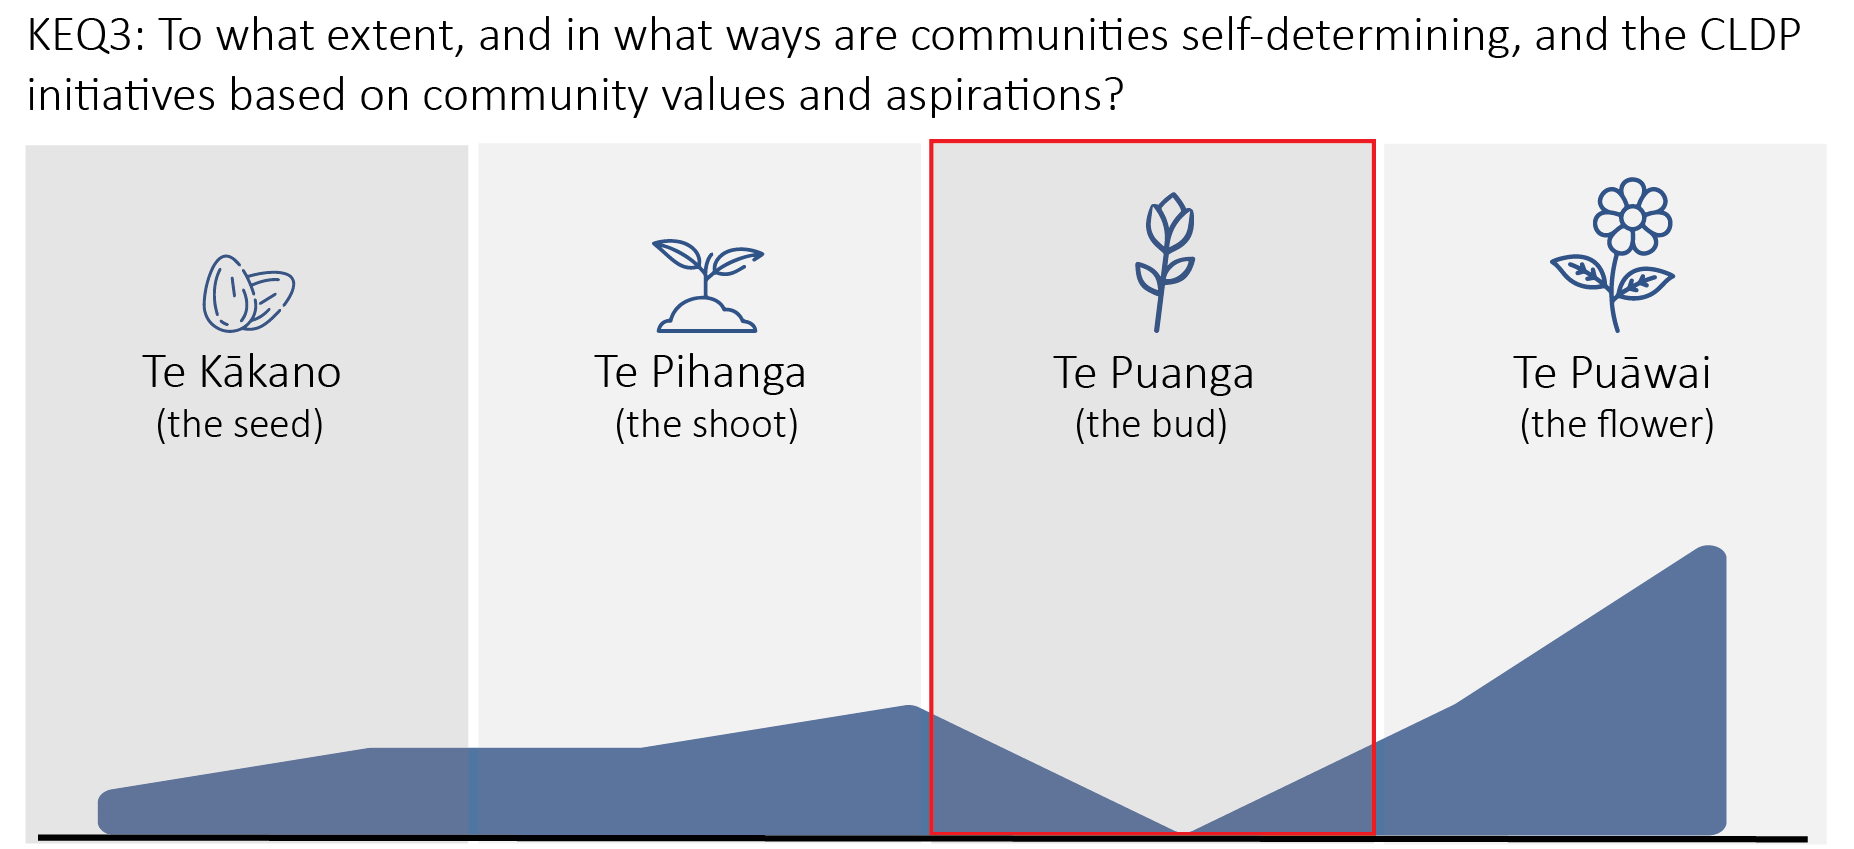 KEQ3: To what extent, and in what ways are communities self-determining, and the CLDP
initiatives based on community values and aspirations?
Te Kākano
(the seed)
Te Pihanga
(the shoot)
Te Puanga
(the bud)
Te Puāwai
(the flower)